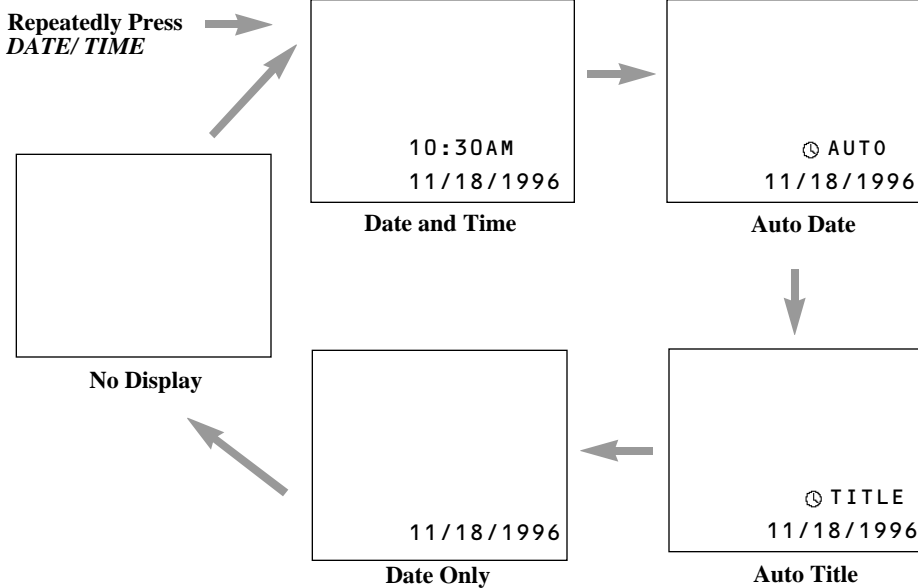 Repeatedly Press
DATE/ TIME
10:30AM
11/18/1996
Date and Time
AUTO
11/18/1996
Auto Date
No Display
TITLE
11/18/1996
Auto Title
11/18/1996
Date Only